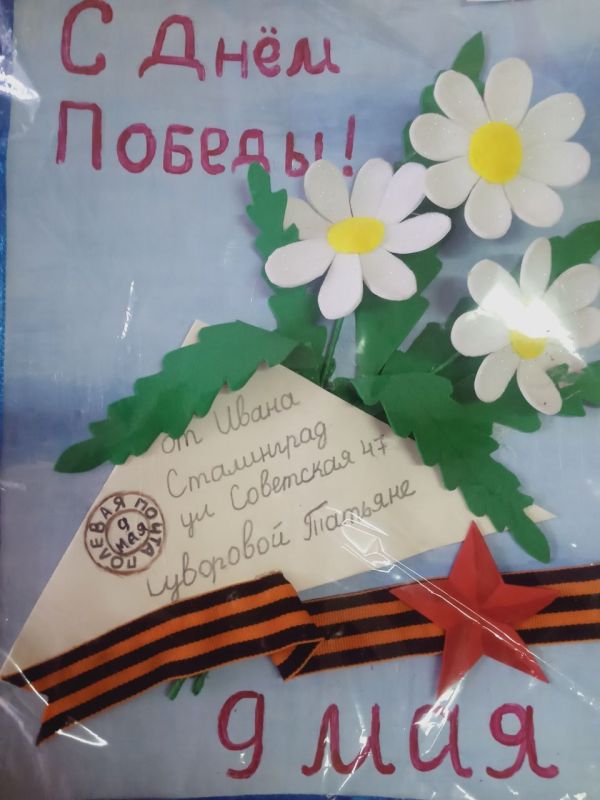 С Днём
Победы!
от Ивана
Сталинград
ул Советская 47
Суворовой Татьяне
ПОЛЕВАЯ ПОЧТА
9
мая
9 мая